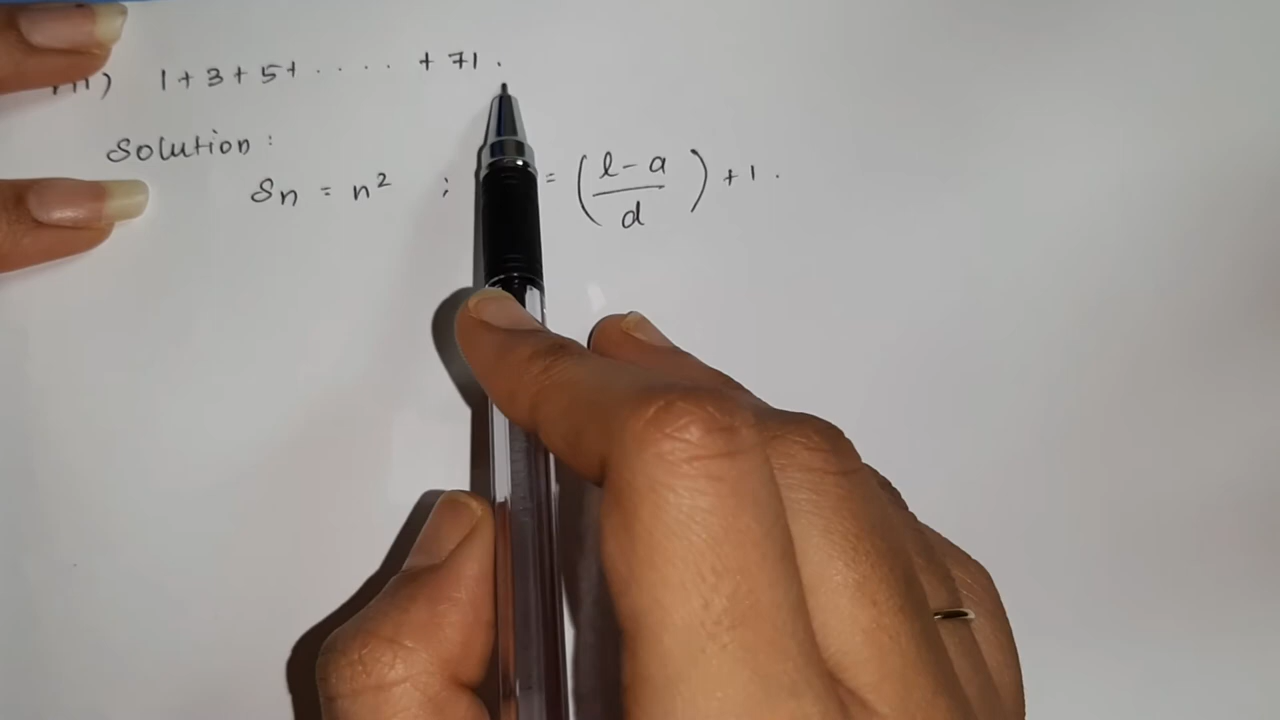 1 + 3 + 5 + . . . . . + 71 .
Solution :
Sn = n² ; = (l - a / d) + 1 .